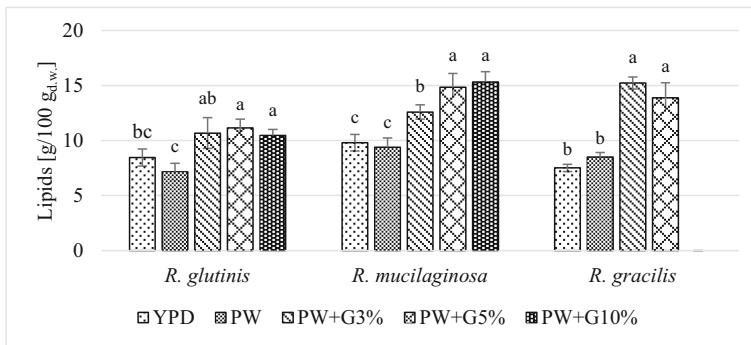 20
15
10
5
0
Lipids [g/100 g d.w.]
bc
c
ab
a
a
c
c
b
a
a
b
b
a
a
R. glutinis
R. mucilaginosa
R. gracilis
YPD PW PW+G3% PW+G5% PW+G10%